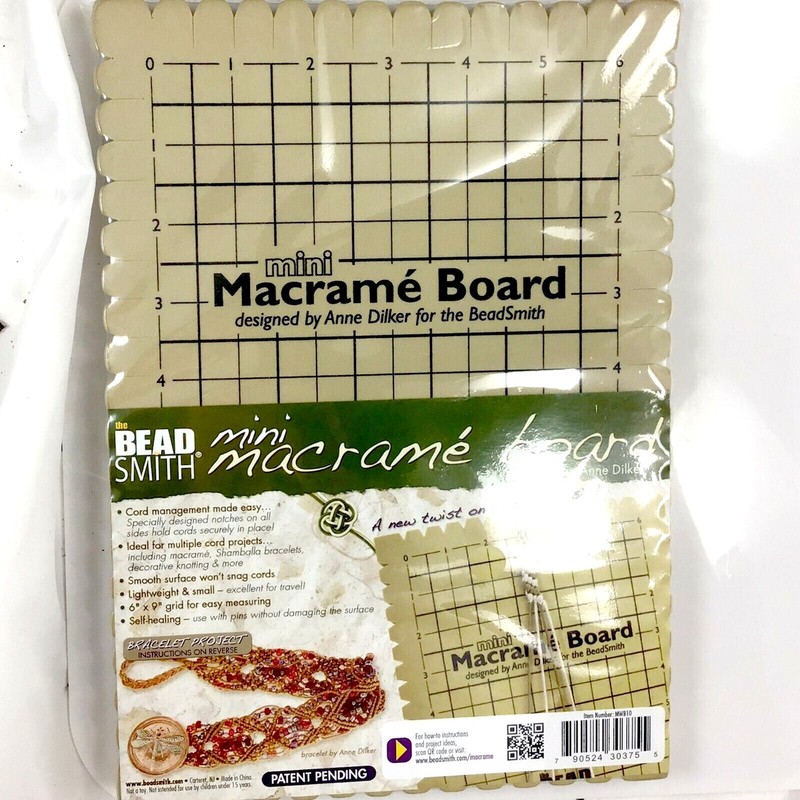 0 1 2 3 4 5 6
1 1
2 2
mini
Macramé Board
3 3
designed by Anne Dilker for the BeadSmith
4 4
the
BEAD
SMITH®
mini
macramé board
Anne Dilker
• Cord management made easy...
Specially designed notches on all
sides hold cords securely in place!
• Ideal for multiple cord projects...
including macramé, Shamballa bracelets,
decorative knotting & more
• Smooth surface won't snag cords
• Lightweight & small – excellent for travel!
• 6" x 9" grid for easy measuring
• Self-healing – use with pins without damaging the surface
A new twist on
BRACELET PROJECT
INSTRUCTIONS ON REVERSE
mini
Macramé Board
designed by Anne Dilker for the BeadSmith
bracelet by Anne Dilker
www.beadsmith.com • Carteret, NJ • Made in China
Not a toy. Not intended for use by children under 15 years.
PATENT PENDING
For how-to instructions
and project ideas,
scan QR code or visit:
www.beadsmith.com/macrame
Item Number: MWB10
7 90524 30375 5